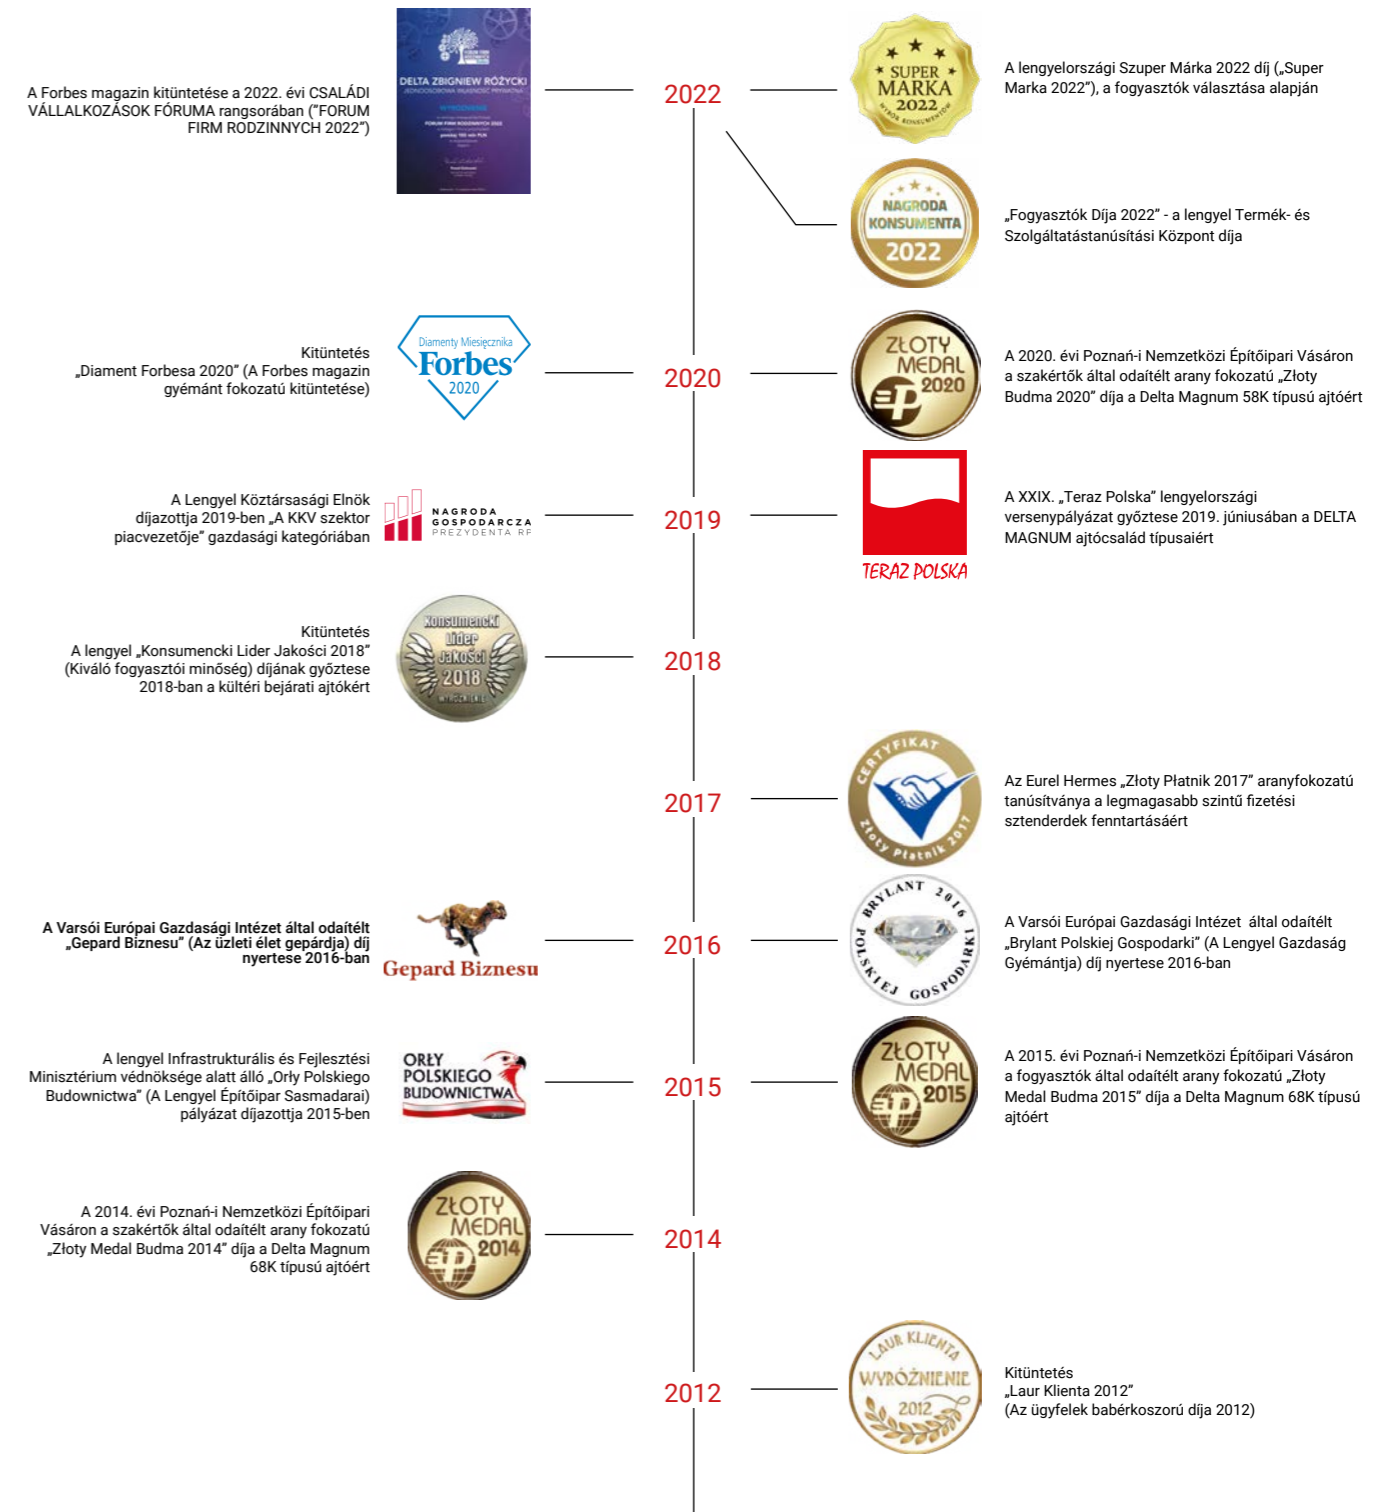 A Forbes magazin kitüntetése a 2022. évi CSALÁDI
VÁLLALKOZÁSOK FÓRUMA rangsorában ("FORUM
FIRM RODZINNYCH 2022")
FORUM FIRM
RODZINNYCH
DELTA ZBIGNIEW RÓŻYCKI
JEDNOOSOBOWA WŁASNOŚĆ PRYWATNA
WYRÓŻNIENIE
FORUM FIRM RODZINNYCH 2022
2022
SUPER
MARKA
2022
WYBÓR KONSUMENTÓW
A lengyelországi Szuper Márka 2022 díj („Super
Marka 2022”), a fogyasztók választása alapján
NAGRODA
KONSUMENTA
2022
„Fogyasztók Díja 2022” - a lengyel Termék- és
Szolgáltatástanúsítási Központ díja
Kitüntetés
„Diament Forbesa 2020” (A Forbes magazin
gyémánt fokozatú kitüntetése)
Diamenty Miesięcznika
Forbes
2020
2020
ZŁOTY
MEDAL
2020
A 2020. évi Poznań-i Nemzetközi Építőipari Vásáron
a szakértők által odaítélt arany fokozatú „Złoty
Budma 2020” díja a Delta Magnum 58K típusú ajtóért
A Lengyel Köztársasági Elnök
díjazottja 2019-ben „A KKV szektor
piacvezetője” gazdasági kategóriában
NAGRODA
GOSPODARCZA
PREZYDENTA RP
2019
TERAZ POLSKA
A XXIX. „Teraz Polska” lengyelországi
versenypályázat győztese 2019. júniusában a DELTA
MAGNUM ajtócsalád típusaiért
Kitüntetés
A lengyel „Konsumencki Lider Jakości 2018”
(Kiváló fogyasztói minőség) díjának győztese
2018-ban a kültéri bejárati ajtókért
Konsumencki
Lider
Jakości
2018
WYRÓŻNIENIE
2018
2017
CERTYFIKAT
Złoty Płatnik 2017
Az Eurel Hermes „Złoty Płatnik 2017” aranyfokozatú
tanúsítványa a legmagasabb szintű fizetési
sztenderdek fenntartásáért
A Varsói Európai Gazdasági Intézet által odaítélt
„Gepard Biznesu” (Az üzleti élet gepárdja) díj
nyertese 2016-ban
Gepard Biznesu
2016
BRYLANT 2016
POLSKIEJ GOSPODARKI
A Varsói Európai Gazdasági Intézet által odaítélt
„Brylant Polskiej Gospodarki” (A Lengyel Gazdaság
Gyémántja) díj nyertese 2016-ban
A lengyel Infrastrukturális és Fejlesztési
Minisztérium védnöksége alatt álló „Orły Polskiego
Budownictwa” (A Lengyel Építőipar Sasmadarai)
pályázat díjazottja 2015-ben
ORŁY
POLSKIEGO
BUDOWNICTWA
2015
ZŁOTY
MEDAL
2015
A 2015. évi Poznań-i Nemzetközi Építőipari Vásáron
a fogyasztók által odaítélt arany fokozatú „Złoty
Medal Budma 2015” díja a Delta Magnum 68K típusú
ajtóért
A 2014. évi Poznań-i Nemzetközi Építőipari
Vásáron a szakértők által odaítélt arany fokozatú
„Złoty Medal Budma 2014” díja a Delta Magnum
68K típusú ajtóért
ZŁOTY
MEDAL
2014
2014
2012
LAUR KLIENTA
WYRÓŻNIENIE
2012
Kitüntetés
„Laur Klienta 2012”
(Az ügyfelek babérkoszorú díja 2012)